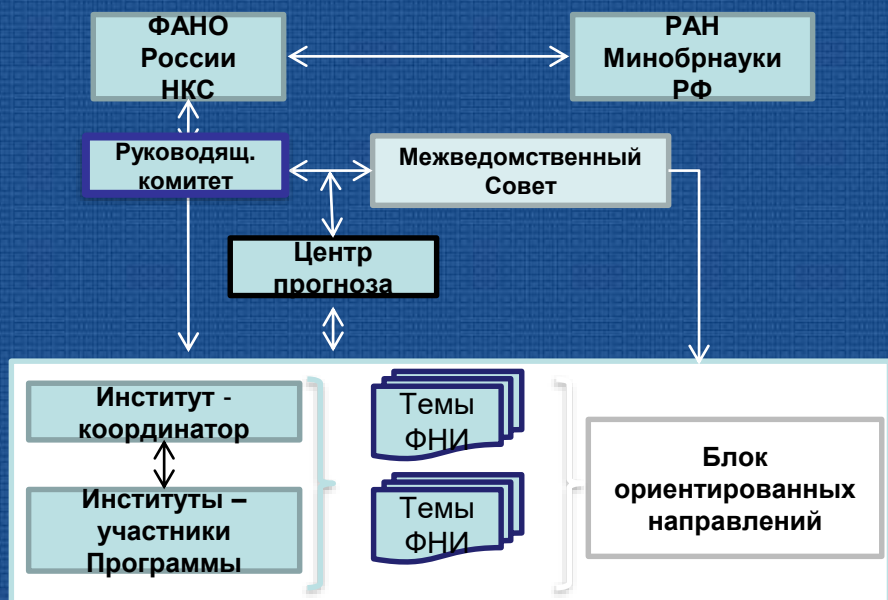 ФАНО
России
НКС
РАН
Минобрнауки
РФ
Руководящ.
комитет
Межведомственный
Совет
Центр
прогноза
Институт -
координатор
Институты –
участники
Программы
Темы
ФНИ
Темы
ФНИ
Блок
ориентированных
направлений